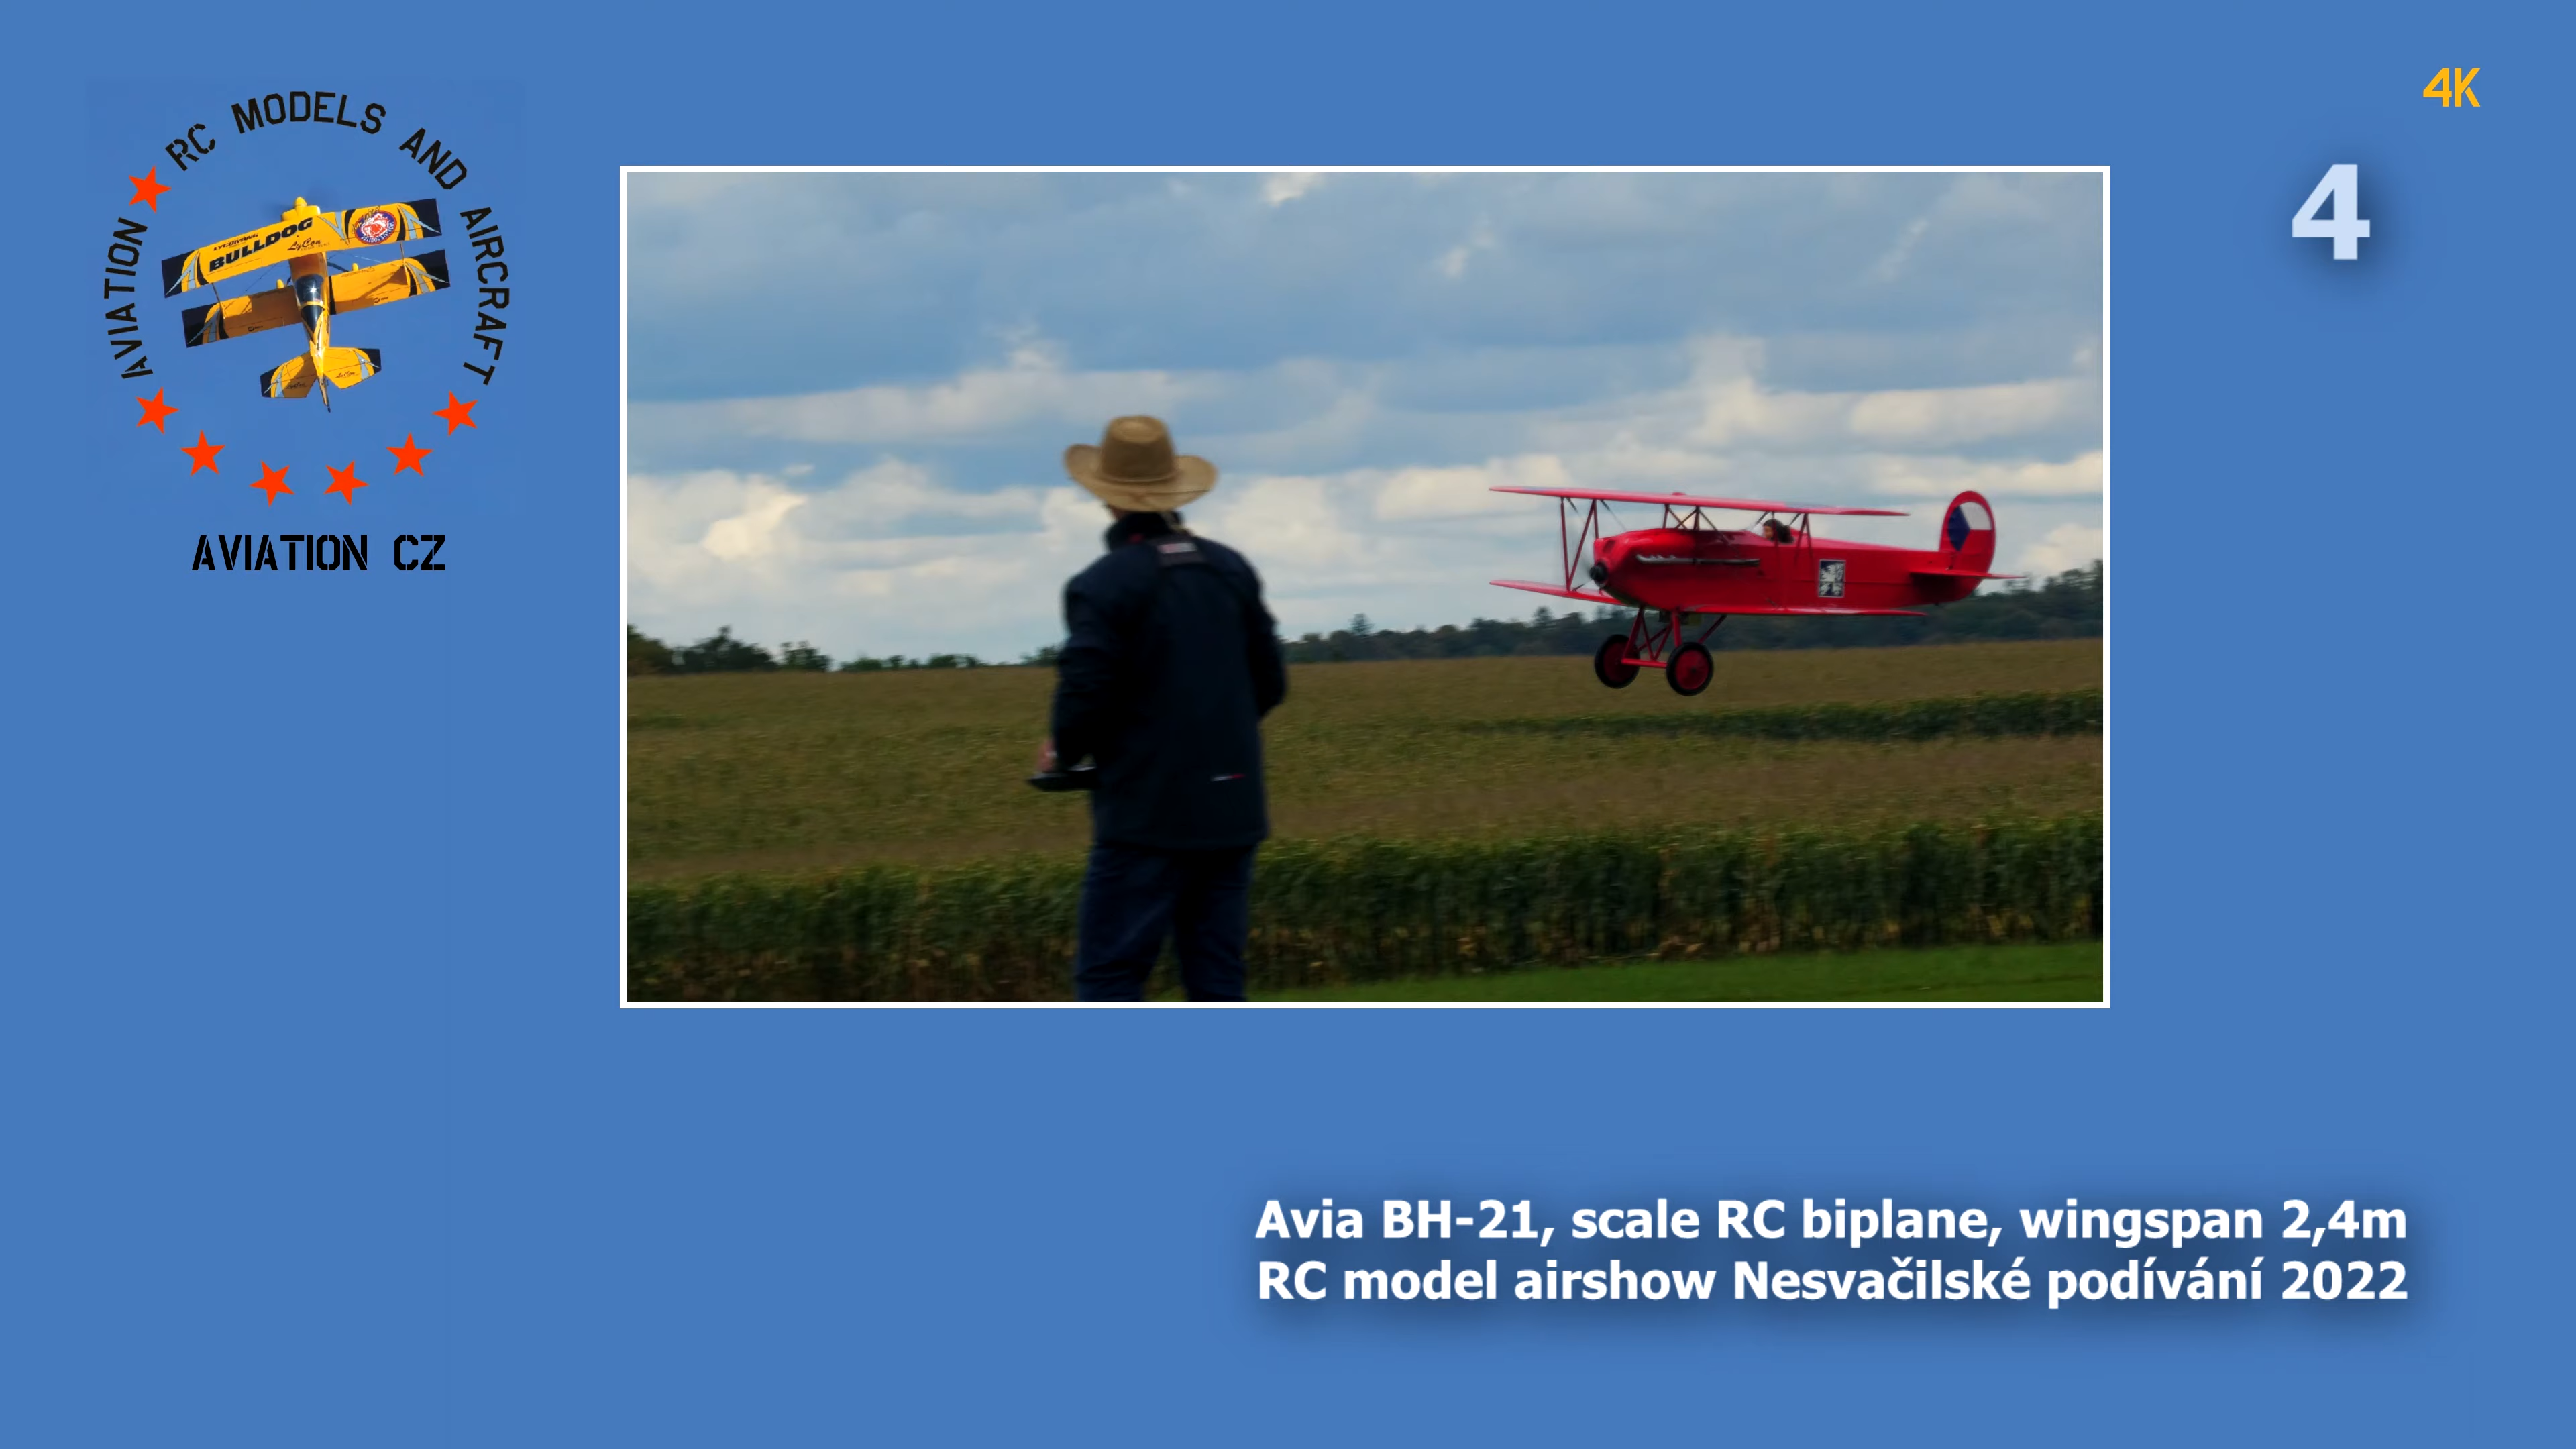 AVIATION ★ RC MODELS AND AIRCRAFT
BULLDOG
LyCon
AVIATION CZ
4K
4
Avia BH-21, scale RC biplane, wingspan 2,4m
RC model airshow Nesvačilské podívání 2022